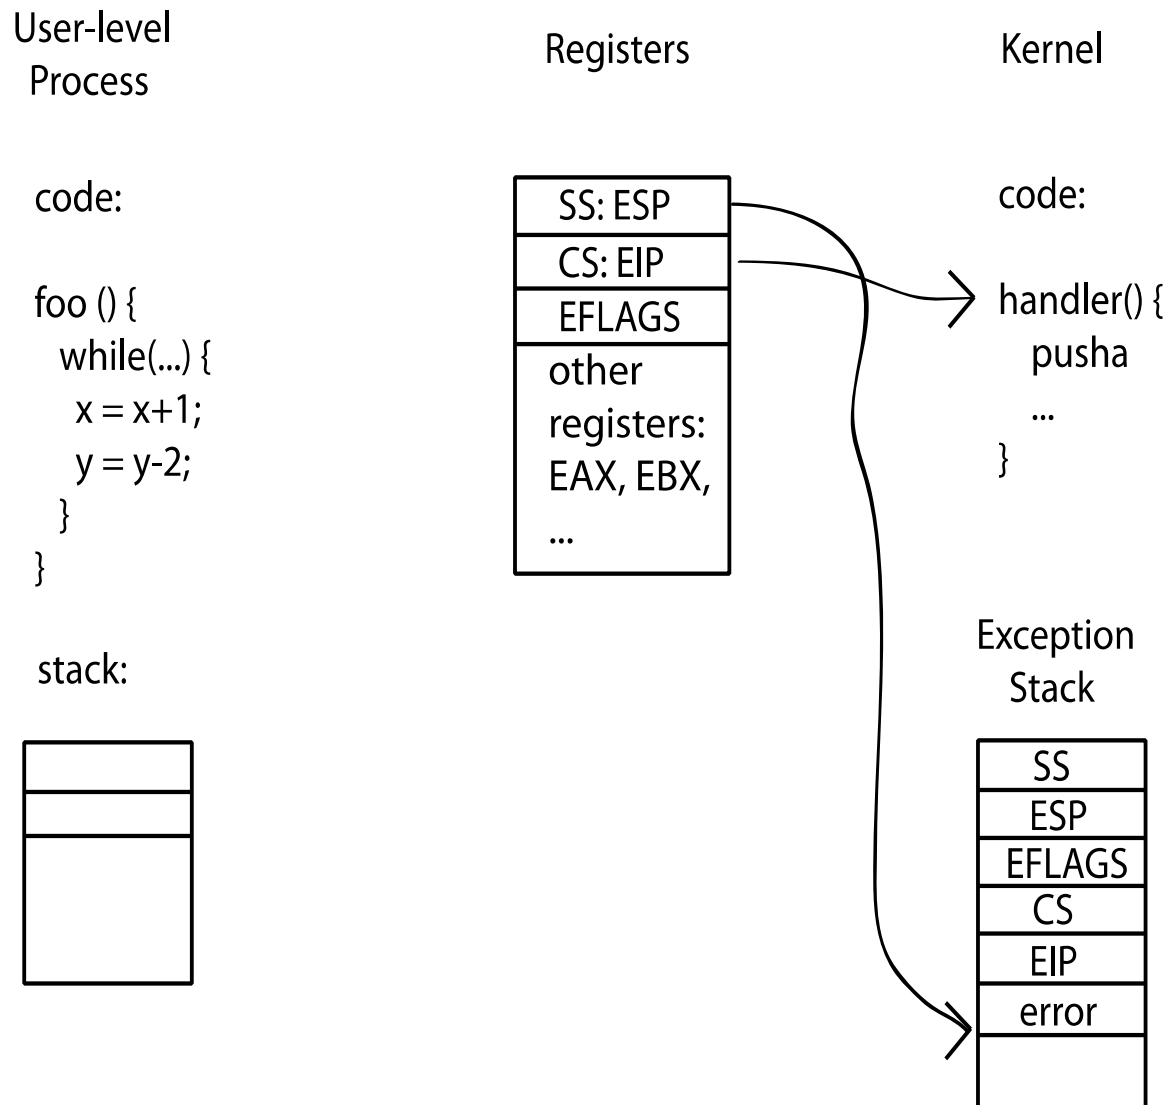 User-level
Process
code:
foo () {
while(...) {
x = x+1;
y = y-2;
}
}
stack:
Registers
SS: ESP
CS: EIP
EFLAGS
other
registers:
EAX, EBX,
...
Kernel
code:
handler() {
pusha
...
}
Exception
Stack
SS
ESP
EFLAGS
CS
EIP
error